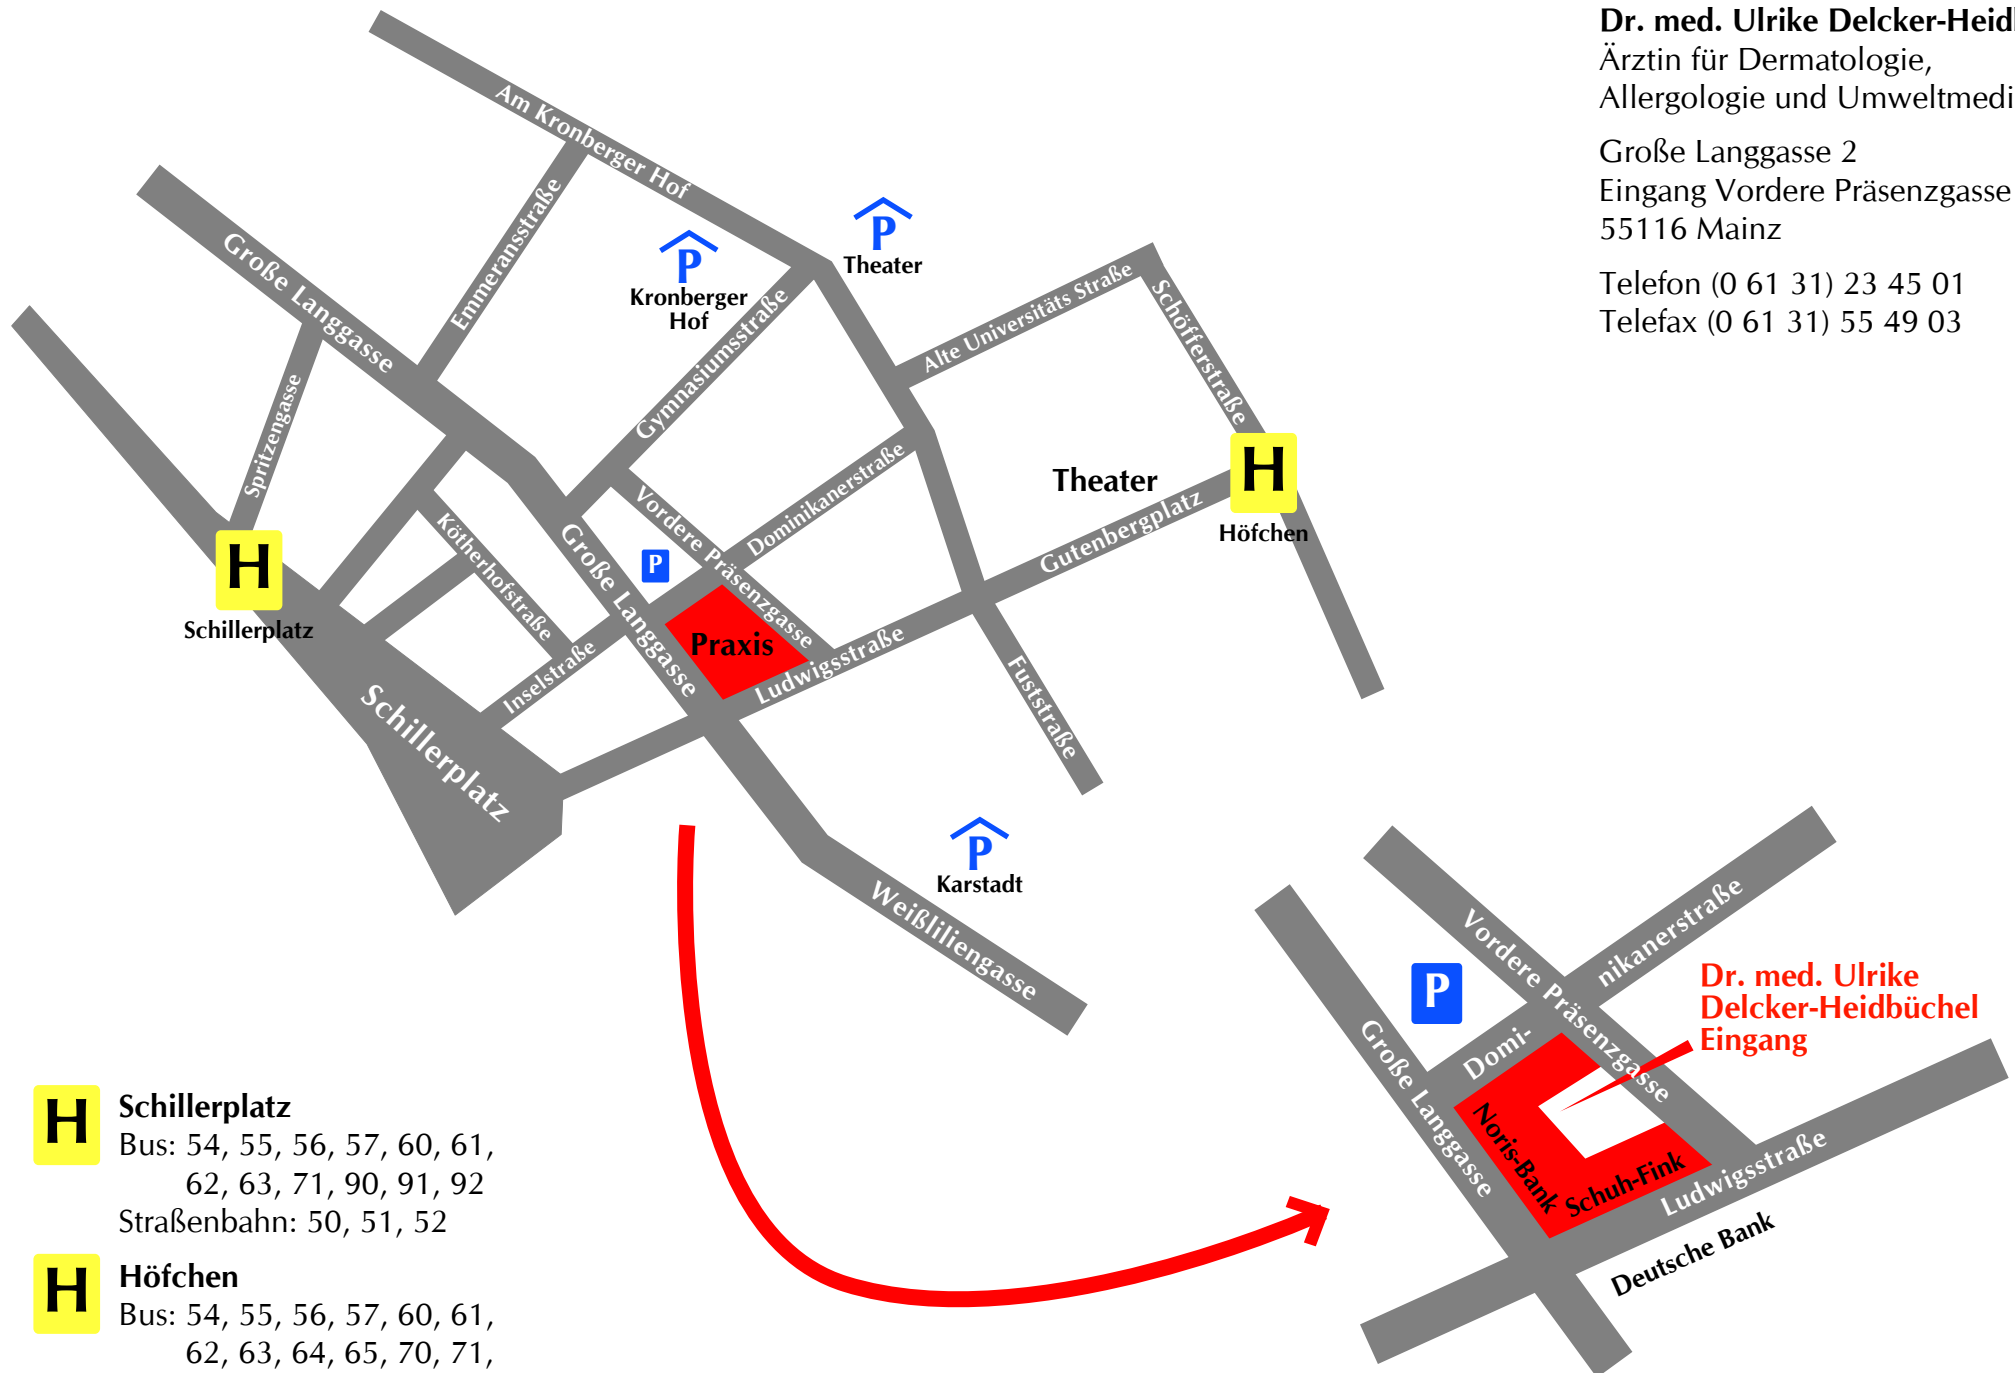 Dr. med. Ulrike Delcker-Heidl
Ärztin für Dermatologie,
Allergologie und Umweltmedi
Große Langgasse 2
Eingang Vordere Präsenzgasse
55116 Mainz
Telefon (0 61 31) 23 45 01
Telefax (0 61 31) 55 49 03
Am Kronberger Hof
Große Langgasse
Emmeransstraße
P
Kronberger
Hof
P
Theater
Gymnasiumsstraße
Alte Universitäts Straße
Schöfferstraße
Spritzengasse
H
Schillerplatz
Kötherhofstraße
Große Langgasse
Vordere Präsenzgasse
Dominikanerstraße
P
Theater
Gutenbergplatz
H
Höfchen
Praxis
Inselstraße
Ludwigsstraße
Fuststraße
Schillerplatz
P
Karstadt
Weißliliengasse
Vordere Präsenzgasse
Domi-
nikanerstraße
P
Große Langgasse
Dr. med. Ulrike
Delcker-Heidbüchel
Eingang
Noris-Bank
Schuh-Fink
Ludwigsstraße
Deutsche Bank
H
Schillerplatz
Bus: 54, 55, 56, 57, 60, 61,
62, 63, 71, 90, 91, 92
Straßenbahn: 50, 51, 52
H
Höfchen
Bus: 54, 55, 56, 57, 60, 61,
62, 63, 64, 65, 70, 71,